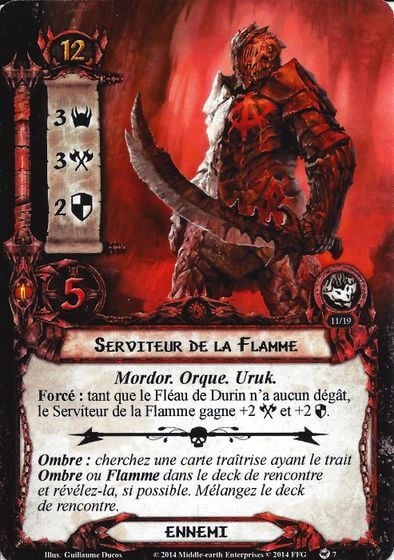 12
3
3
2
5
11/19
SERVITEUR DE LA FLAMME
Mordor. Orque. Uruk.
Forcé : tant que le Fléau de Durin n'a aucun dégât,
le Serviteur de la Flamme gagne +2 et +2 .
Ombre : cherchez une carte traîtrise ayant le trait
Ombre ou Flamme dans le deck de rencontre
et révélez-la, si possible. Mélangez le deck
de rencontre.
ENNEMI
Illus. Guillaume Ducos © 2014 Middle-earth Enterprises © 2014 FFG 7